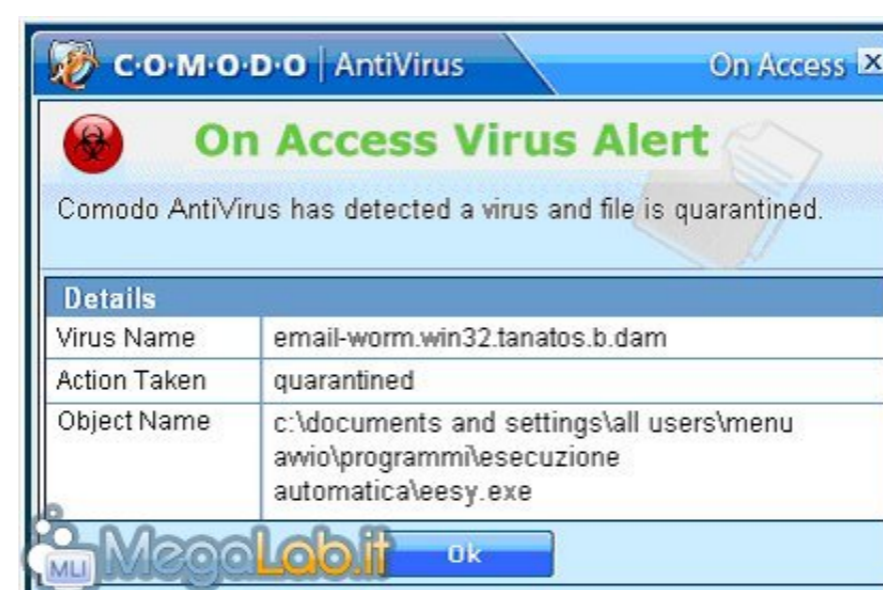 C·O·M·O·D·O | AntiVirus On Access X
On Access Virus Alert
Comodo AntiVirus has detected a virus and file is quarantined.
Details
Virus Name email-worm.win32.tanatos.b.dam
Action Taken quarantined
Object Name c:\documents and settings\all users\menu
avvio\programmi\esecuzione
automatica\eesy.exe
MLI MegaLab.it Ok